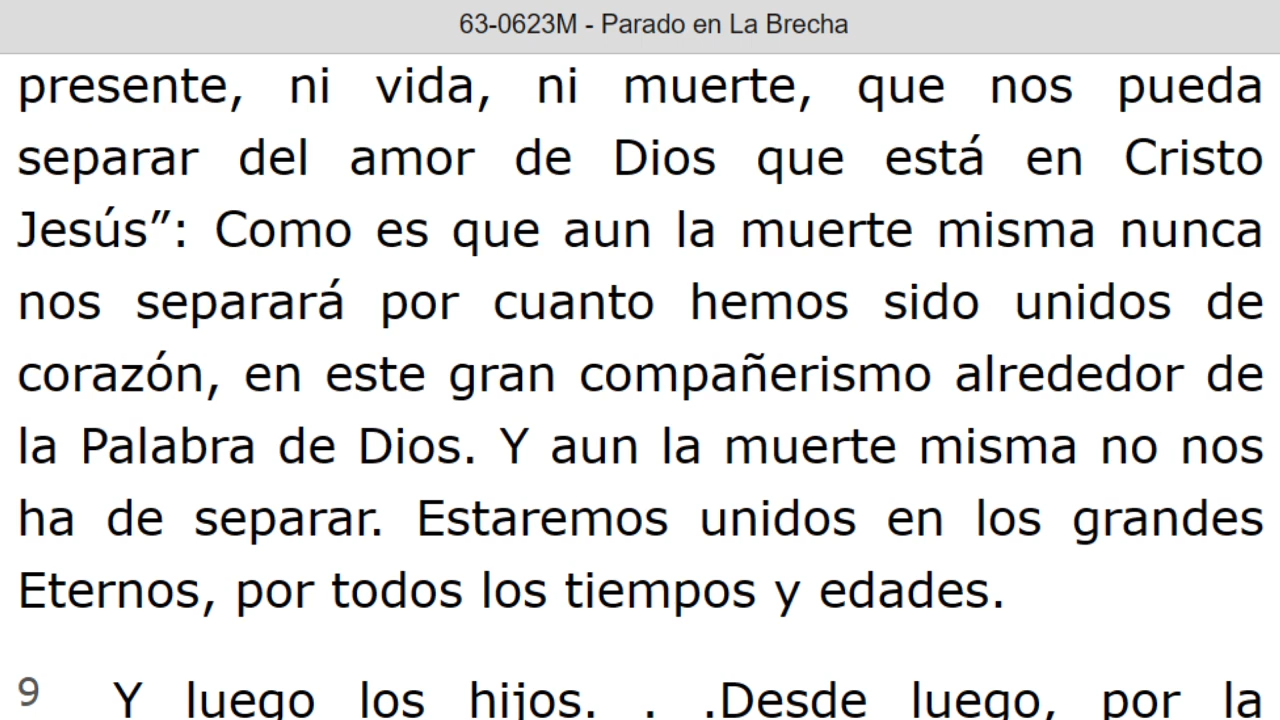 63-0623M - Parado en La Brecha
presente, ni vida, ni muerte, que nos pueda
separar del amor de Dios que está en Cristo
Jesús”: Como es que aun la muerte misma nunca
nos separará por cuanto hemos sido unidos de
corazón, en este gran compañerismo alrededor de
la Palabra de Dios. Y aun la muerte misma no nos
ha de separar. Estaremos unidos en los grandes
Eternos, por todos los tiempos y edades.
9 Y luego los hijos. . .Desde luego, por la